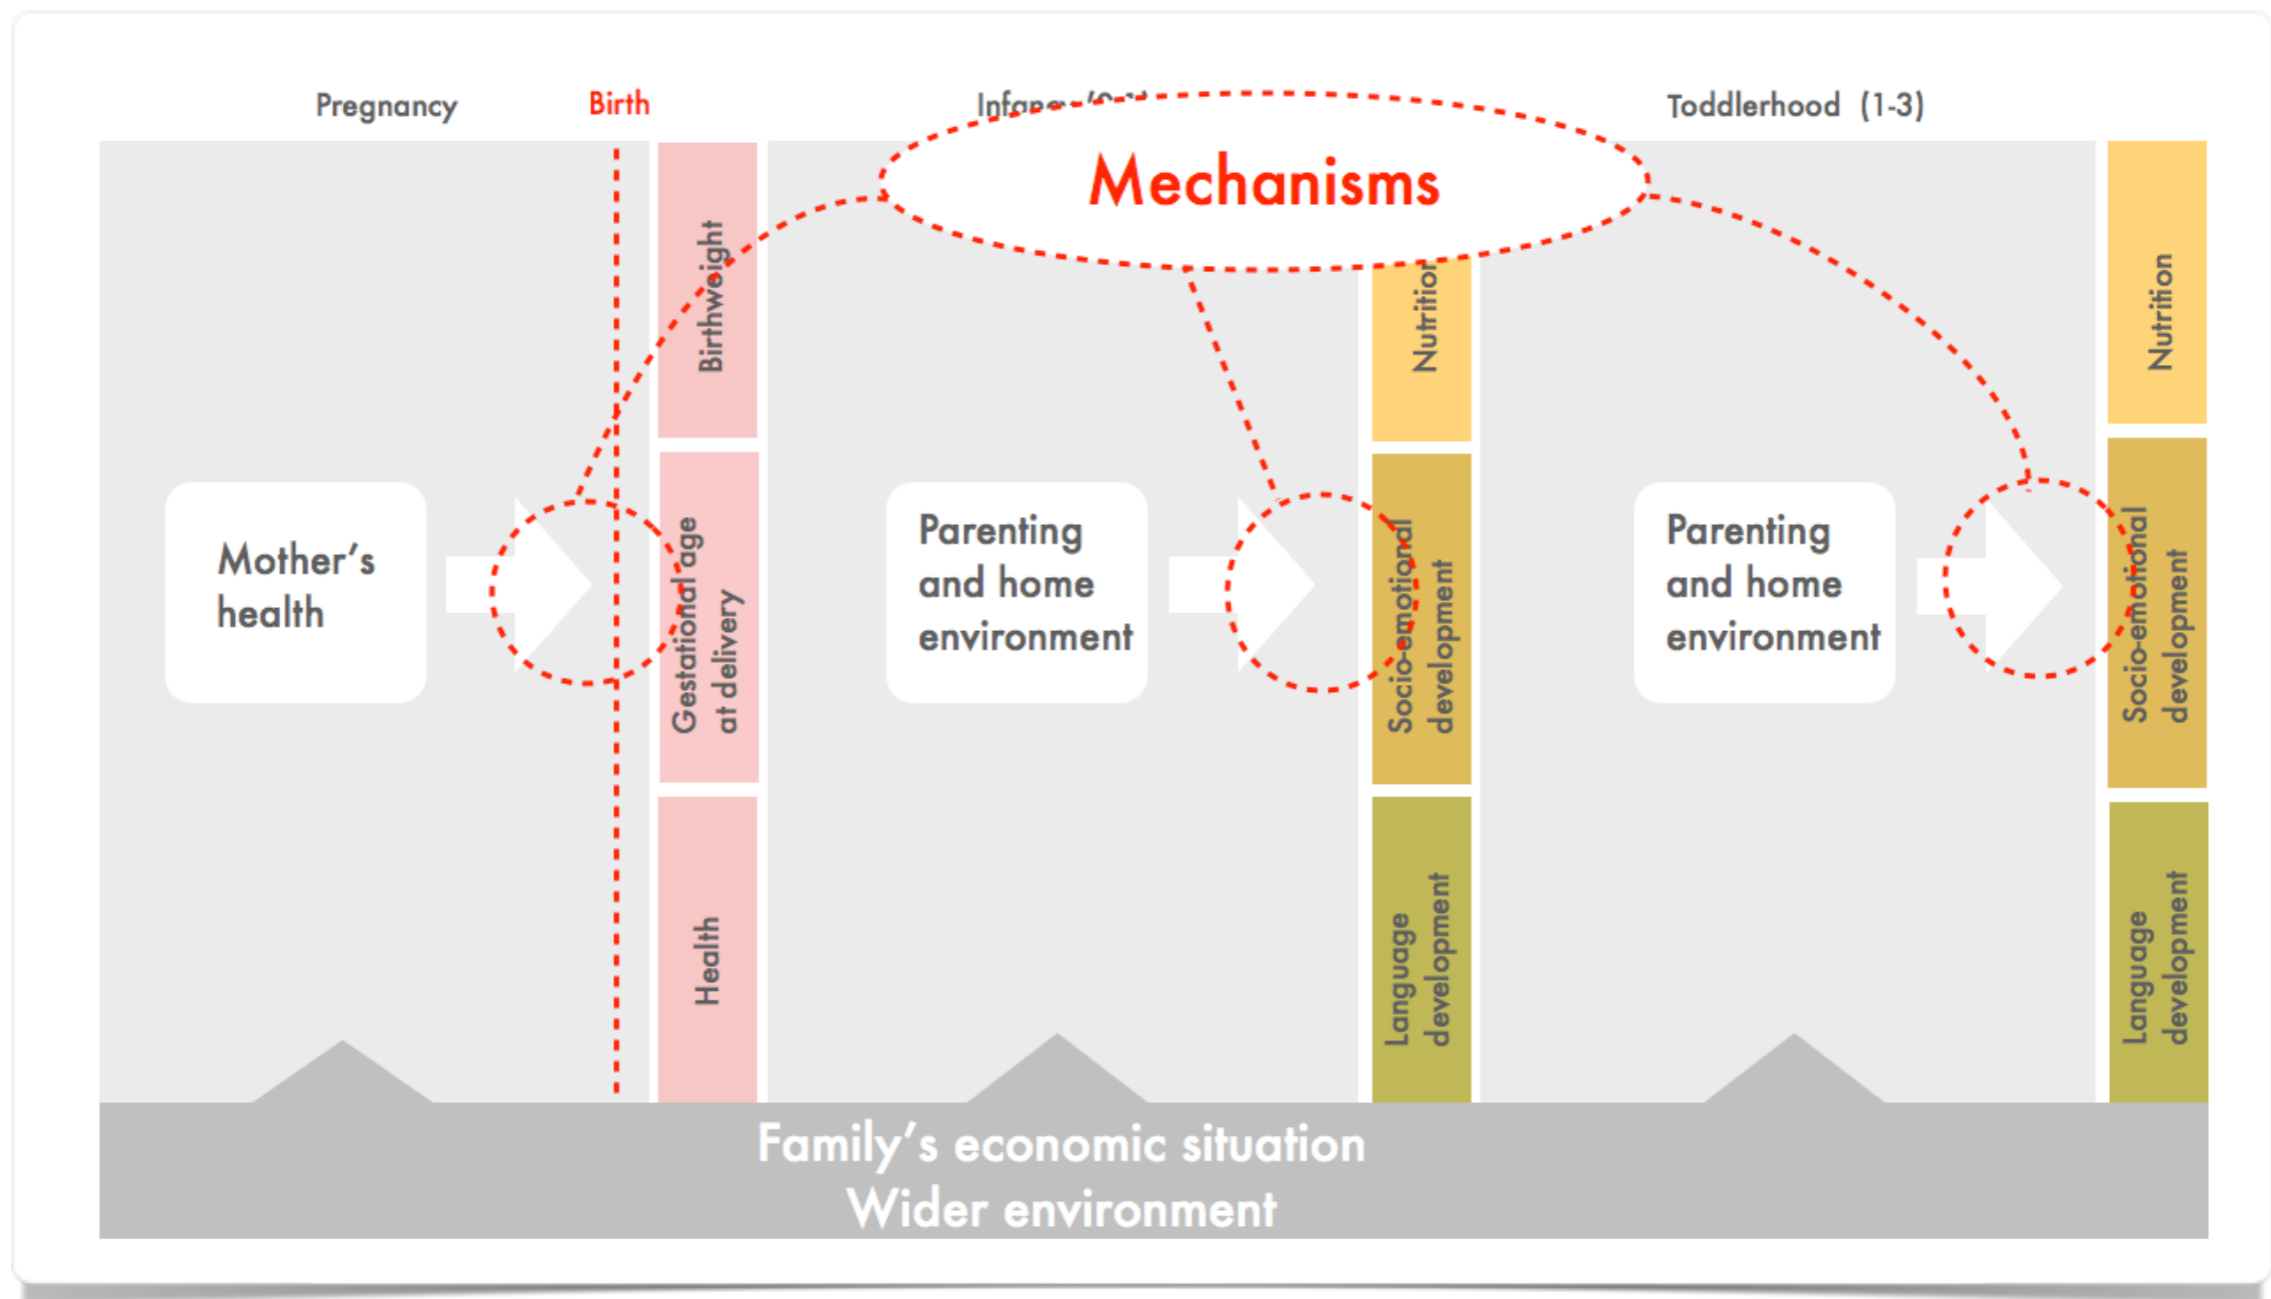 Pregnancy
Birth
Toddlerhood (1-3)
Mechanisms
Birthweight
Gestational age
at delivery
Health
Nutrition
Socio-emotional
development
Language
development
Nutrition
Socio-emotional
development
Language
development
Mother's
health
Parenting
and home
environment
Parenting
and home
environment
Family's economic situation
Wider environment